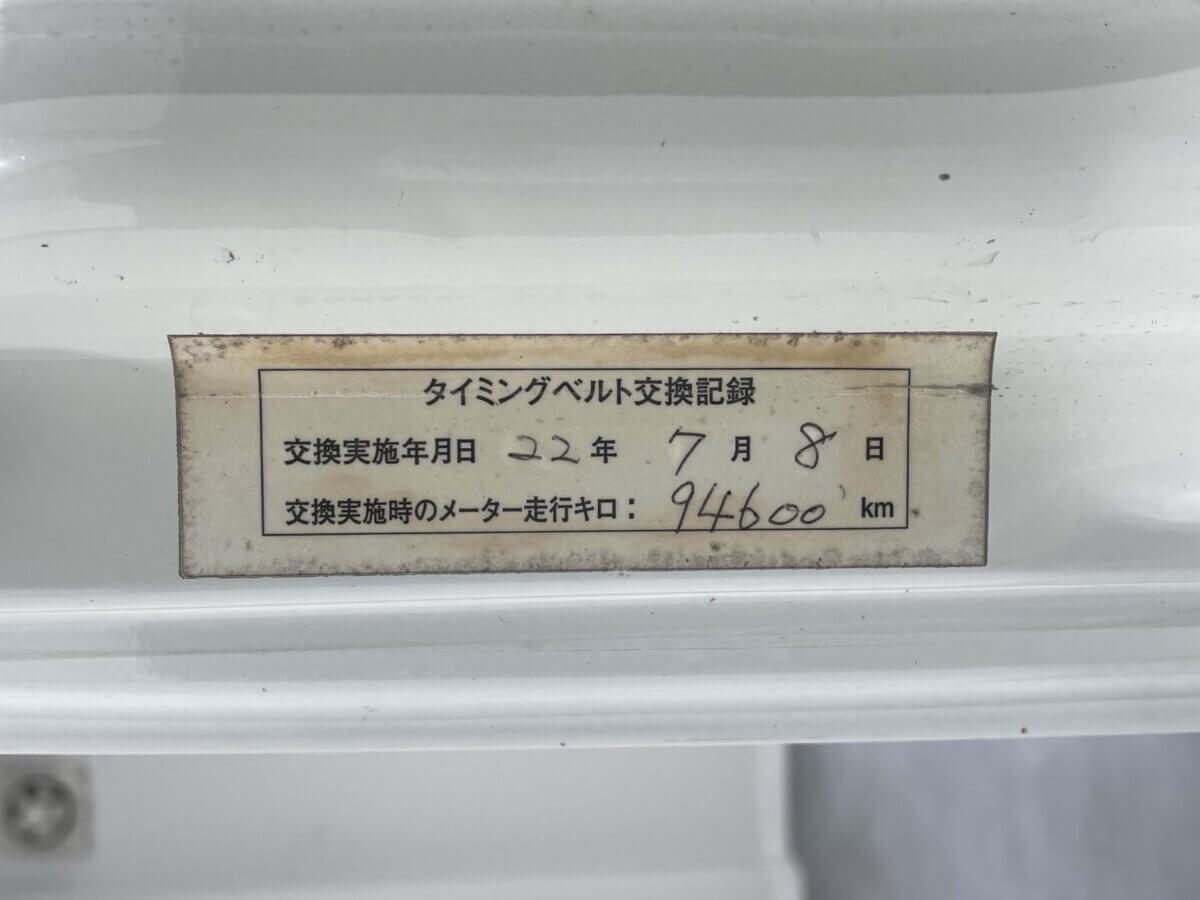 タイミングベルト交換記録
交換実施年月日 22年 7月 8日
交換実施時のメーター走行キロ： 94600 km